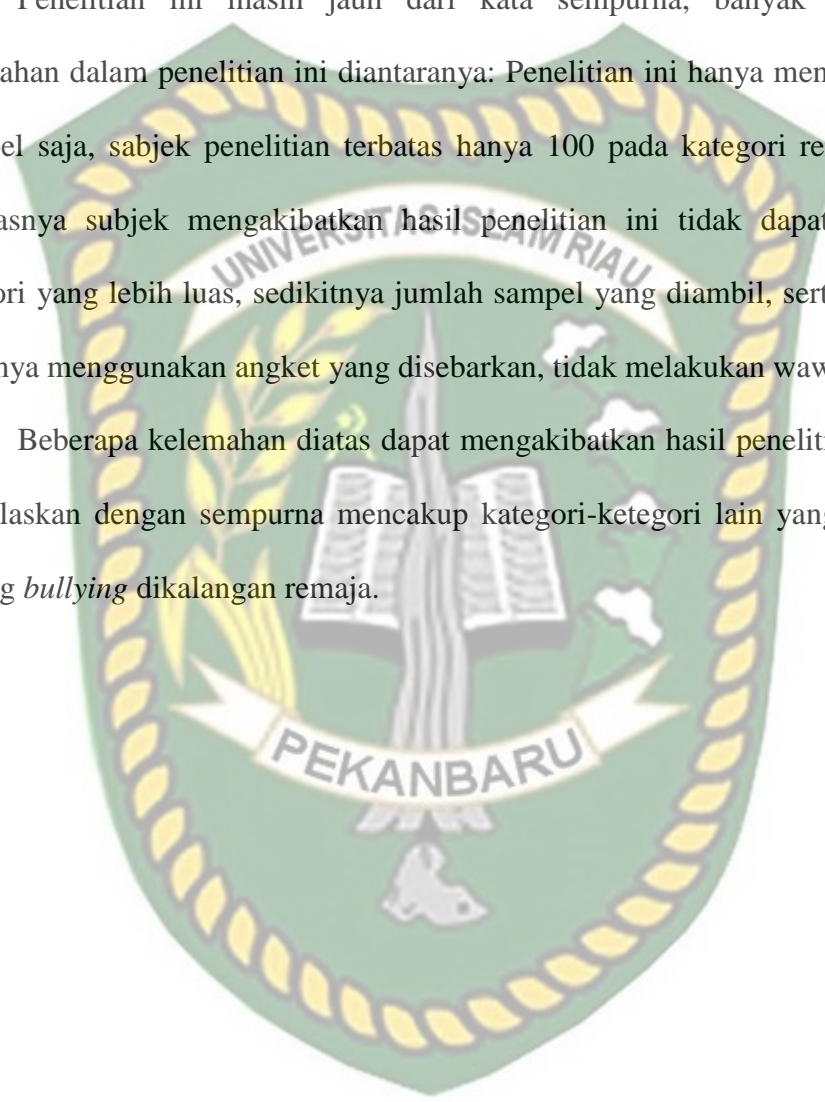 Penelitian ini masih jauh dari kata sempurna, banyak
ahan dalam penelitian ini diantaranya: Penelitian ini hanya men
el saja, sabjek penelitian terbatas hanya 100 pada kategori re
asnya subjek mengakibatkan hasil penelitian ini tidak dapat
UNIVERSITAS ISLAM RIAU
ori yang lebih luas, sedikitnya jumlah sampel yang diambil, sert
nya menggunakan angket yang disebarkan, tidak melakukan waw
Beberapa kelemahan diatas dapat mengakibatkan hasil peneliti
laskan dengan sempurna mencakup kategori-ketegori lain yang
g bullying dikalangan remaja.
PEKANBARU